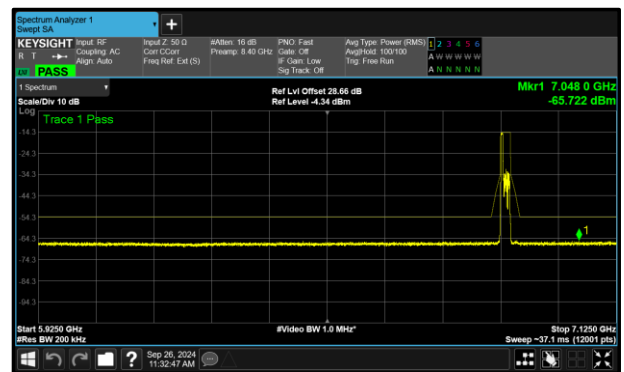 Spectrum Analyzer 1
Swept SA
+
KEYSIGHT Input: RF Input Z: 50 Ω #Atten: 16 dB PNO: Fast Avg Type: Power (RMS) 1 2 3 4 5 6
R T Coupling: AC Corr CCorr Preamp: 8.40 GHz Gate: Off Avg|Hold: 100/100 A W W W W W
Align: Auto Freq Ref: Ext (S) IF Gain: Low Trig: Free Run
PASS Sig Track: Off A N N N N N
1 Spectrum Ref Lvl Offset 28.66 dB Mkr1 7.048 0 GHz
Scale/Div 10 dB Ref Level -4.34 dBm -65.722 dBm
Log
Trace 1 Pass
-14.3
-24.3
-34.3
-44.3
-54.3
-64.3
1
-74.3
-84.3
-94.3
Start 5.9250 GHz #Video BW 1.0 MHz* Stop 7.1250 GHz
#Res BW 200 kHz Sweep ~37.1 ms (12001 pts)
? Sep 26, 2024
11:32:47 AM